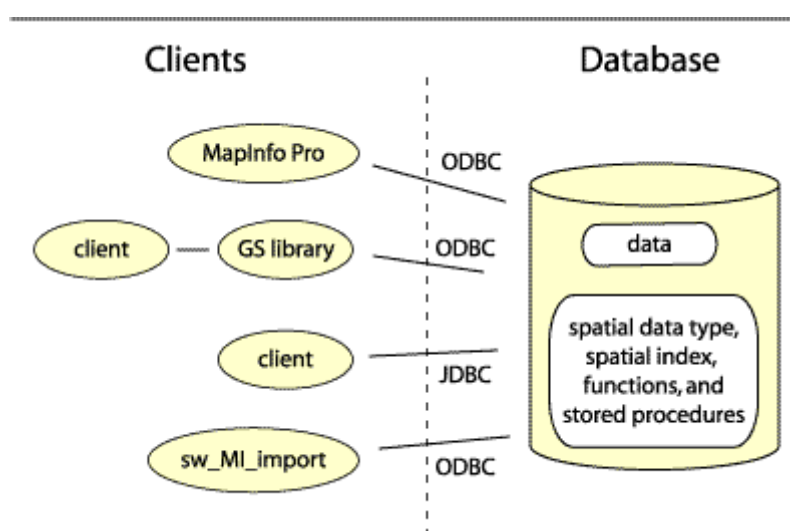 Clients
Database
MapInfo Pro
ODBC
client
GS library
ODBC
data
client
JDBC
spatial data type,
spatial index,
functions, and
stored procedures
sw_MI_import
ODBC